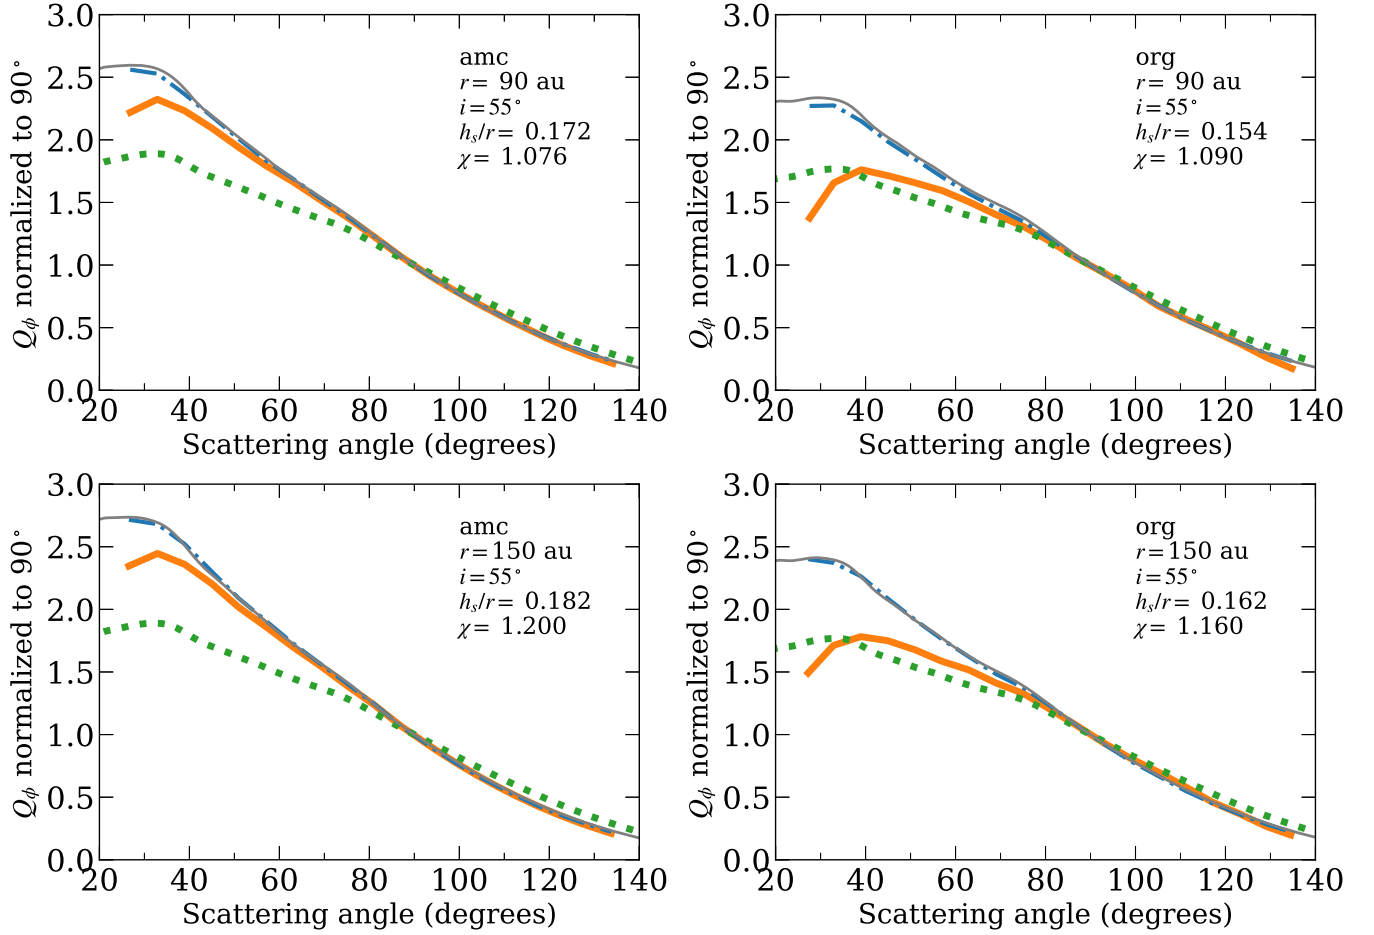 3.0
2.5
2.0
1.5
1.0
0.5
0.0
Q𝜙 normalized to 90°
amc
r= 90 au
i=55°
hₛ/r= 0.172
χ= 1.076
20 40 60 80 100 120 140
Scattering angle (degrees)
3.0
2.5
2.0
1.5
1.0
0.5
0.0
Q𝜙 normalized to 90°
org
r= 90 au
i=55°
hₛ/r= 0.154
χ= 1.090
20 40 60 80 100 120 140
Scattering angle (degrees)
3.0
2.5
2.0
1.5
1.0
0.5
0.0
Q𝜙 normalized to 90°
amc
r=150 au
i=55°
hₛ/r= 0.182
χ= 1.200
20 40 60 80 100 120 140
Scattering angle (degrees)
3.0
2.5
2.0
1.5
1.0
0.5
0.0
Q𝜙 normalized to 90°
org
r=150 au
i=55°
hₛ/r= 0.162
χ= 1.160
20 40 60 80 100 120 140
Scattering angle (degrees)